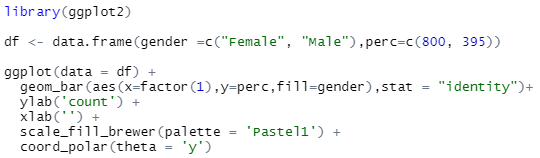 library(ggplot2)
df <- data.frame(gender =c("Female", "Male"),perc=c(800, 395))
ggplot(data = df) +
  geom_bar(aes(x=factor(1),y=perc,fill=gender),stat = "identity")+
  ylab('count') +
  xlab('') +
  scale_fill_brewer(palette = 'Pastel1') +
  coord_polar(theta = 'y')